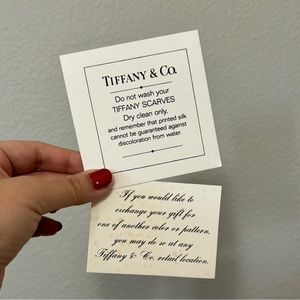 TIFFANY & CO.
Do not wash your
TIFFANY SCARVES
Dry clean only.
and remember that printed silk
cannot be guaranteed against
discoloration from water.
If you would like to
exchange your gift for
one of another color or pattern,
you may do so at any
Tiffany & Co. retail location.